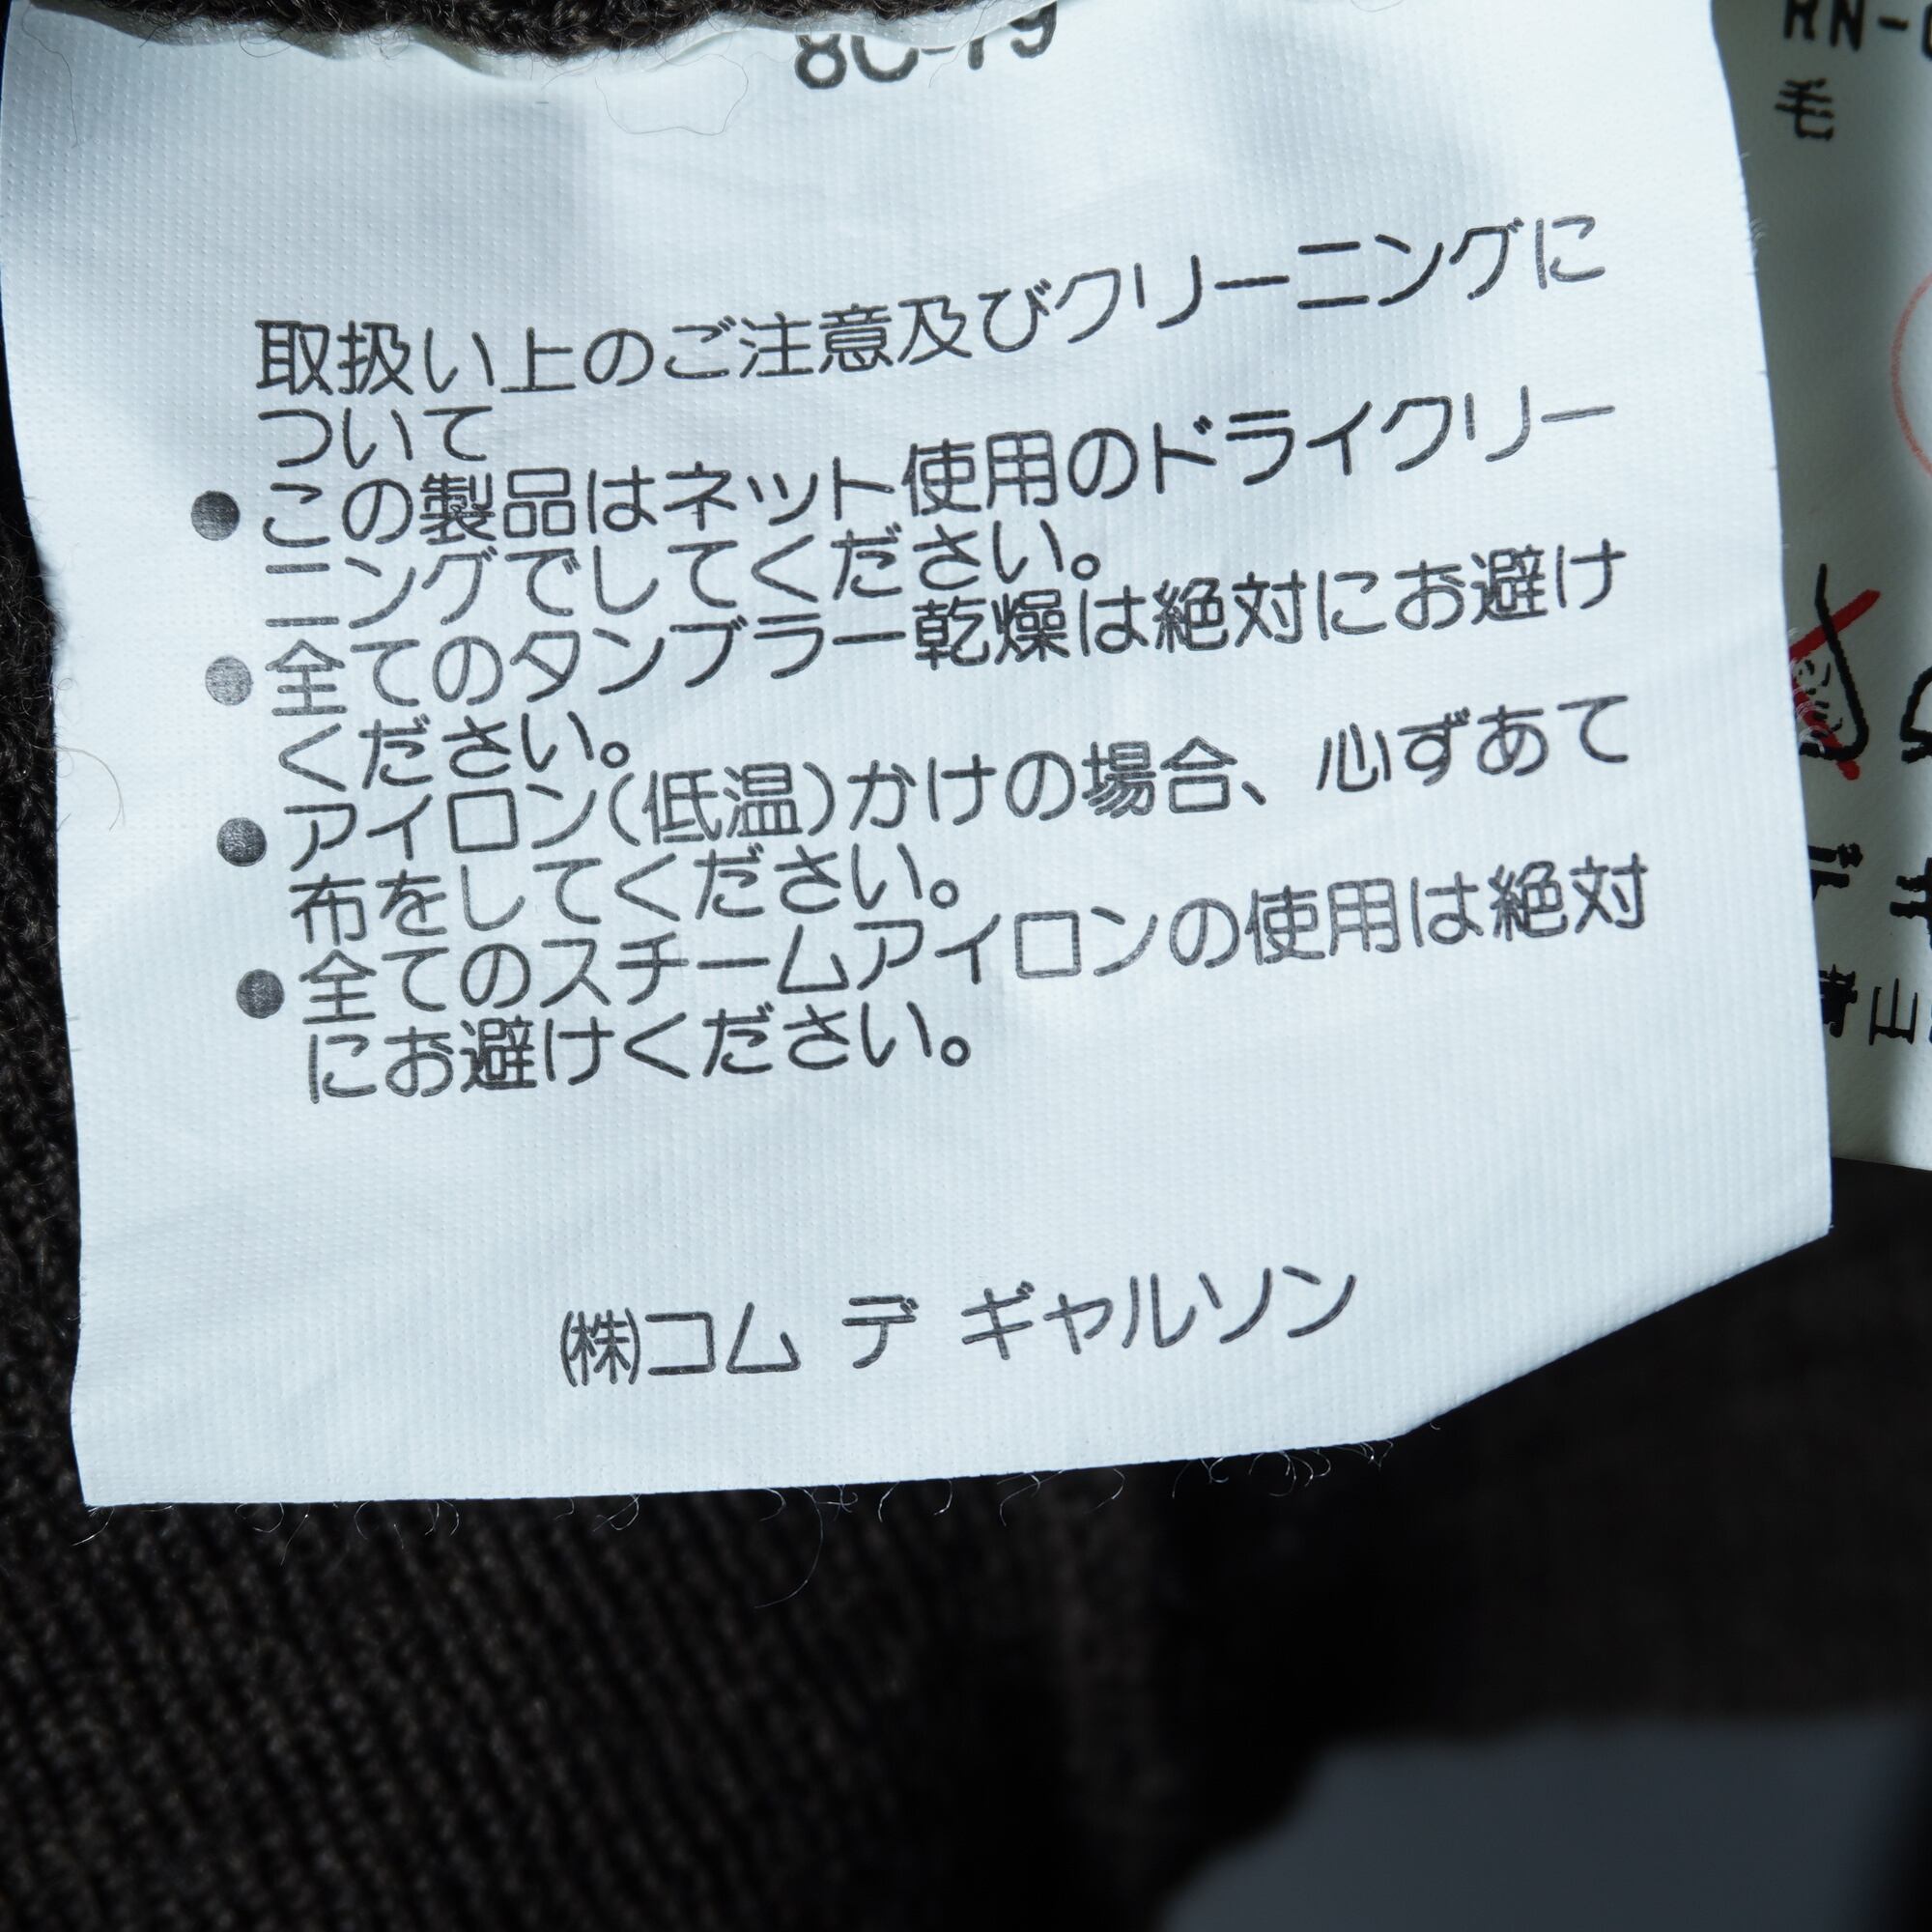 8C-79
取扱い上のご注意及びクリーニングに
ついて
●この製品はネット使用のドライクリー
ニングでしてください。
●全てのタンブラー乾燥は絶対にお避け
ください。
●アイロン(低温)かけの場合、心ずあて
布をしてください。
●全てのスチームアイロンの使用は絶対
にお避けください。
㈱コム デ ギャルソン
RN-
毛
山